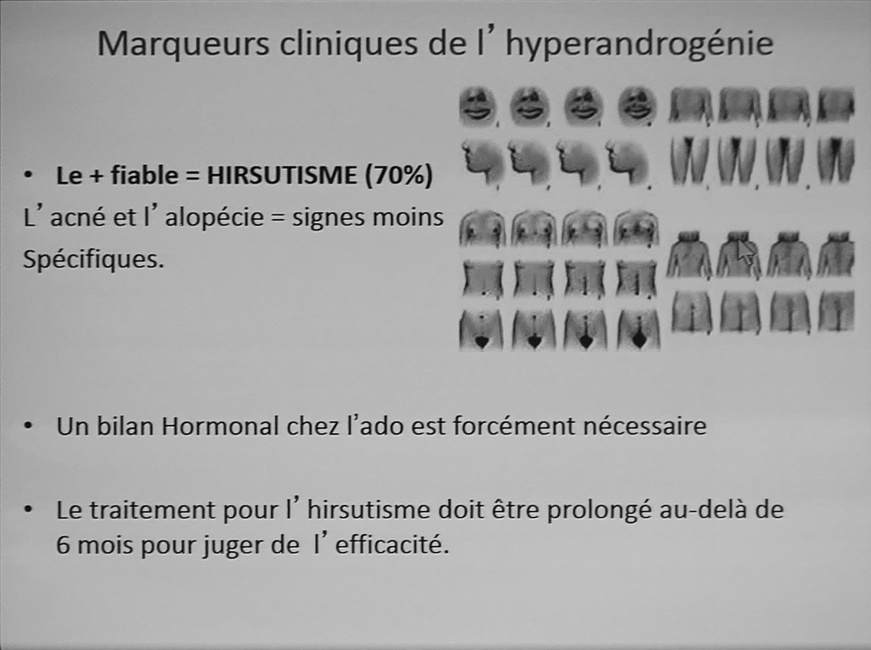 Marqueurs cliniques de l’ hyperandrogénie
• Le + fiable = HIRSUTISME (70%)
L’ acné et l’ alopécie = signes moins
Spécifiques.
• Un bilan Hormonal chez l’ado est forcément nécessaire
• Le traitement pour l’ hirsutisme doit être prolongé au-delà de
6 mois pour juger de l’ efficacité.